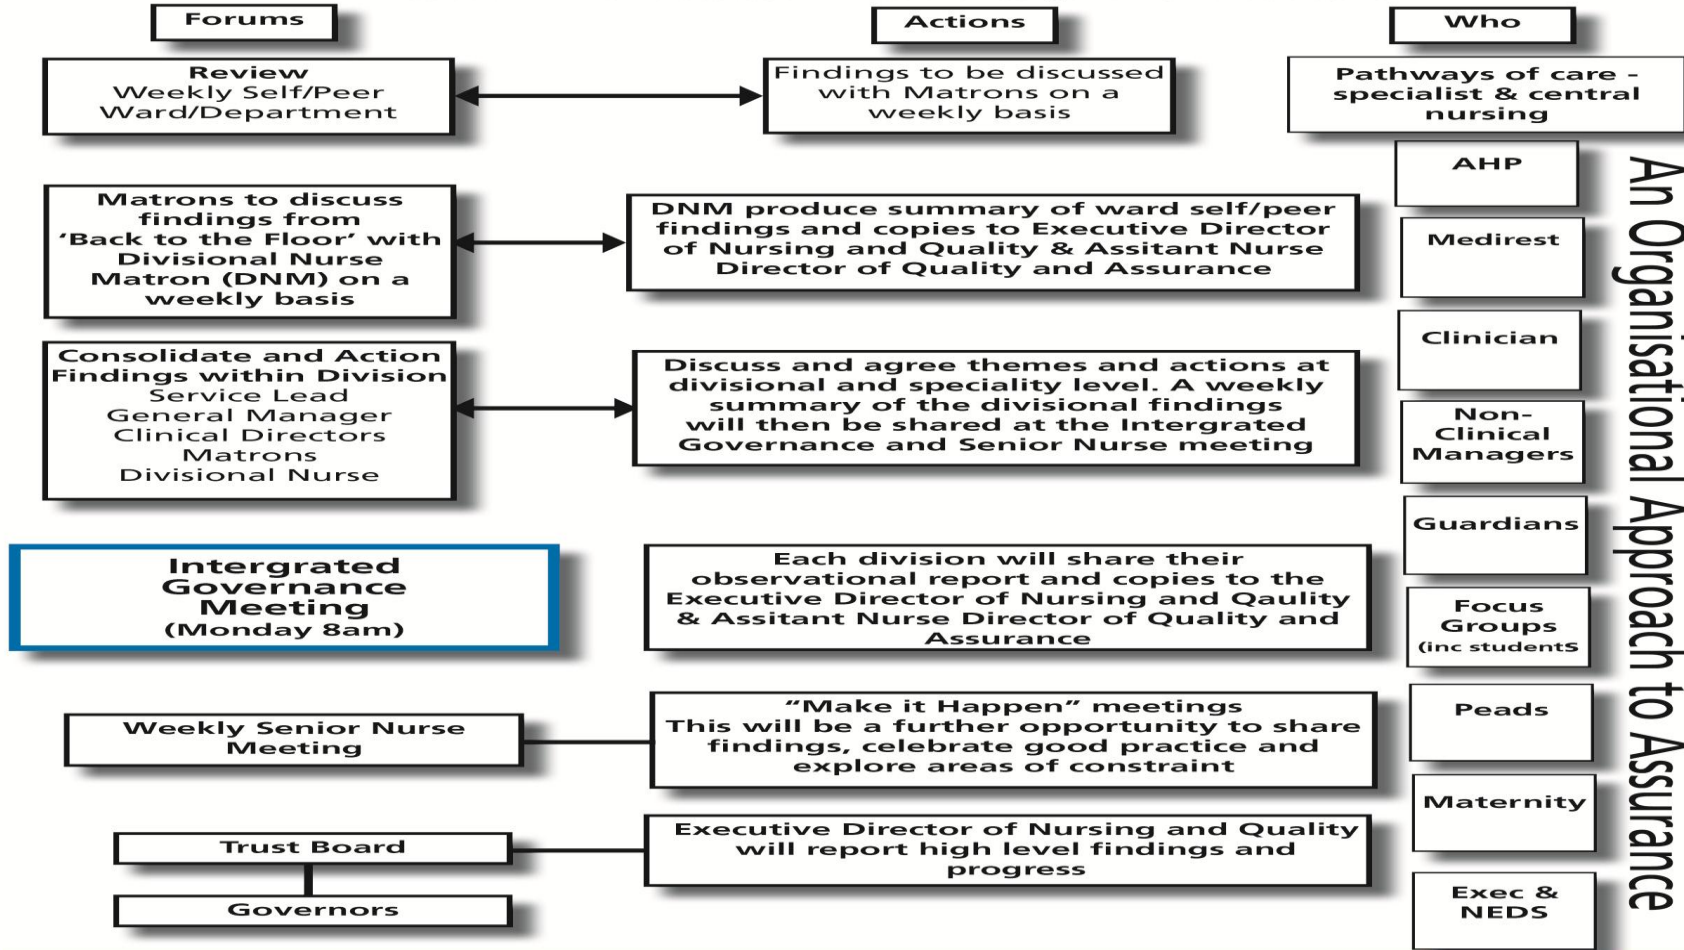 Forums
Actions
Who
Review
Weekly Self/Peer
Ward/Department
Findings to be discussed
with Matrons on a
weekly basis
Pathways of care -
specialist & central
nursing
AHP
Matrons to discuss
findings from
‘Back to the Floor’ with
Divisional Nurse
Matron (DNM) on a
weekly basis
DNM produce summary of ward self/peer
findings and copies to Executive Director
of Nursing and Quality & Assitant Nurse
Director of Quality and Assurance
Medirest
Clinician
Consolidate and Action
Findings within Division
Service Lead
General Manager
Clinical Directors
Matrons
Divisional Nurse
Discuss and agree themes and actions at
divisional and speciality level. A weekly
summary of the divisional findings
will then be shared at the Intergrated
Governance and Senior Nurse meeting
Non-
Clinical
Managers
Guardians
Intergrated
Governance
Meeting
(Monday 8am)
Each division will share their
observational report and copies to the
Executive Director of Nursing and Qaulity
& Assitant Nurse Director of Quality and
Assurance
Focus
Groups
(inc students
Weekly Senior Nurse
Meeting
“Make it Happen” meetings
This will be a further opportunity to share
findings, celebrate good practice and
explore areas of constraint
Peads
Maternity
Trust Board
Executive Director of Nursing and Quality
will report high level findings and
progress
Governors
Exec &
NEDS
An Organisational Approach to Assurance